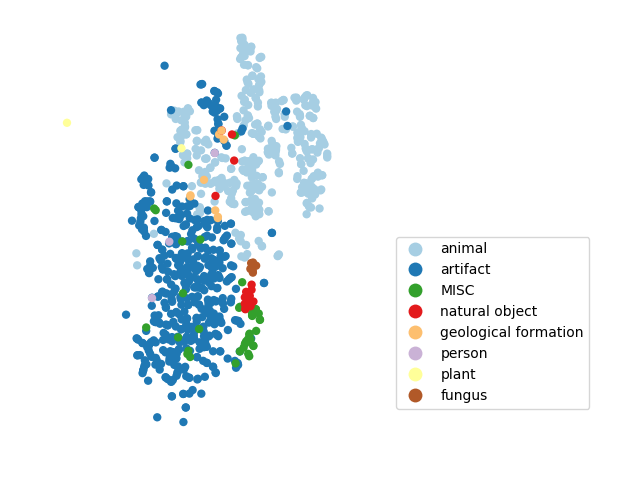 animal
artifact
MISC
natural object
geological formation
person
plant
fungus